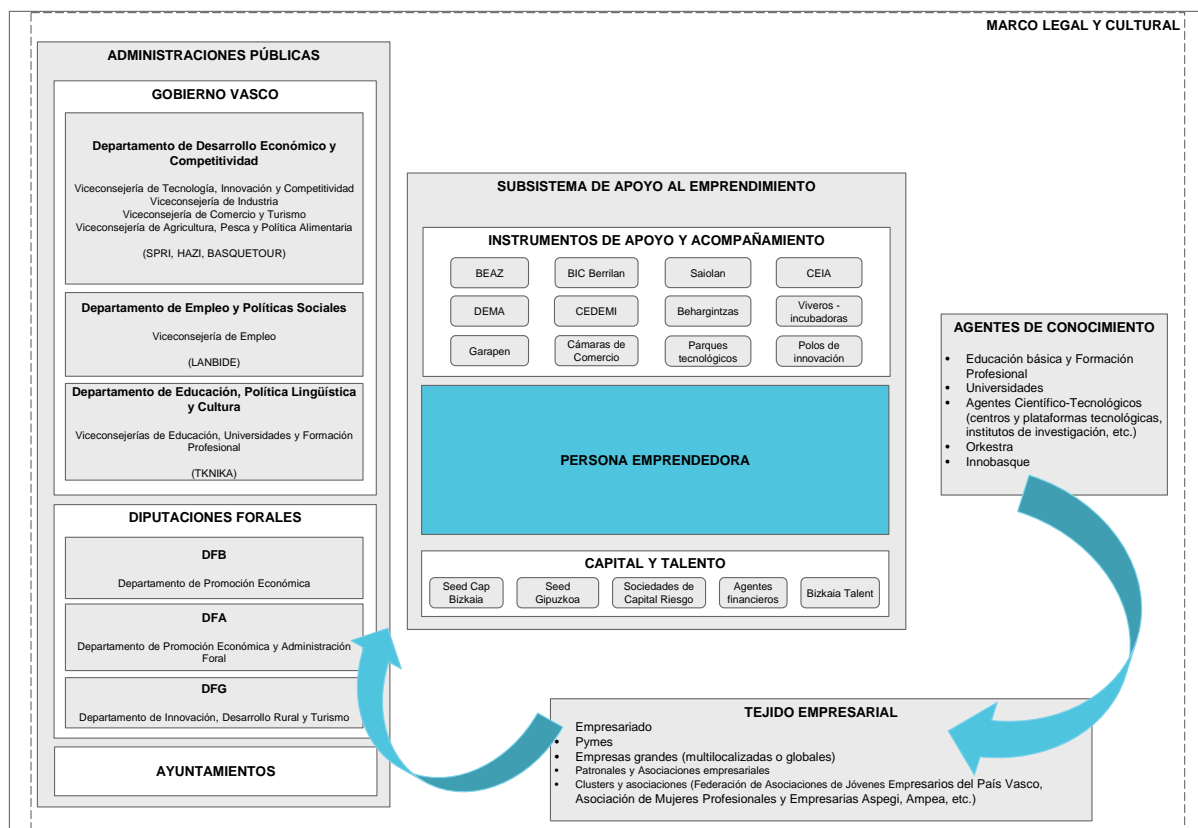 MARCO LEGAL Y CULTURAL
ADMINISTRACIONES PÚBLICAS
GOBIERNO VASCO
Departamento de Desarrollo Económico y
Competitividad
Viceconsejería de Tecnología, Innovación y Competitividad
Viceconsejería de Industria
Viceconsejería de Comercio y Turismo
Viceconsejería de Agricultura, Pesca y Política Alimentaria
(SPRI, HAZI, BASQUETOUR)
Departamento de Empleo y Políticas Sociales
Viceconsejería de Empleo
(LANBIDE)
Departamento de Educación, Política Lingüística
y Cultura
Viceconsejerías de Educación, Universidades y Formación
Profesional
(TKNIKA)
DIPUTACIONES FORALES
DFB
Departamento de Promoción Económica
DFA
Departamento de Promoción Económica y Administración
Foral
DFG
Departamento de Innovación, Desarrollo Rural y Turismo
AYUNTAMIENTOS
SUBSISTEMA DE APOYO AL EMPRENDIMIENTO
INSTRUMENTOS DE APOYO Y ACOMPAÑAMIENTO
BEAZ
BIC Berrilan
Saiolan
CEIA
DEMA
CEDEMI
Behargintzas
Viveros -
incubadoras
Garapen
Cámaras de
Comercio
Parques
tecnológicos
Polos de
innovación
PERSONA EMPRENDEDORA
CAPITAL Y TALENTO
Seed Cap
Bizkaia
Seed
Gipuzkoa
Sociedades de
Capital Riesgo
Agentes
financieros
Bizkaia Talent
AGENTES DE CONOCIMIENTO
• Educación básica y Formación
Profesional
• Universidades
• Agentes Científico-Tecnológicos
(centros y plataformas tecnológicas,
institutos de investigación, etc.)
• Orkestra
• Innobasque
TEJIDO EMPRESARIAL
Empresariado
• Pymes
• Empresas grandes (multilocalizadas o globales)
• Patronales y Asociaciones empresariales
• Clusters y asociaciones (Federación de Asociaciones de Jóvenes Empresarios del País Vasco,
Asociación de Mujeres Profesionales y Empresarias Aspegi, Ampea, etc.)